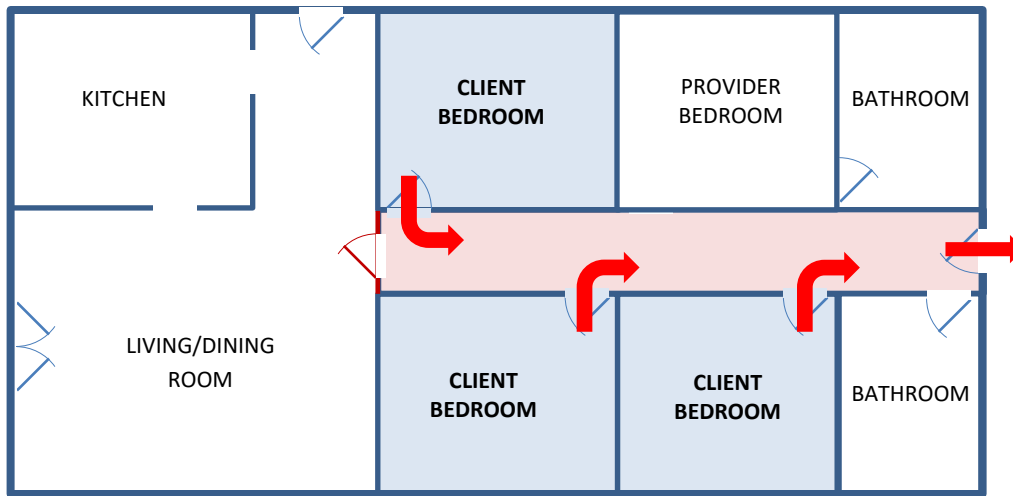 KITCHEN
CLIENT
BEDROOM
PROVIDER
BEDROOM
BATHROOM
LIVING/DINING
ROOM
CLIENT
BEDROOM
CLIENT
BEDROOM
BATHROOM